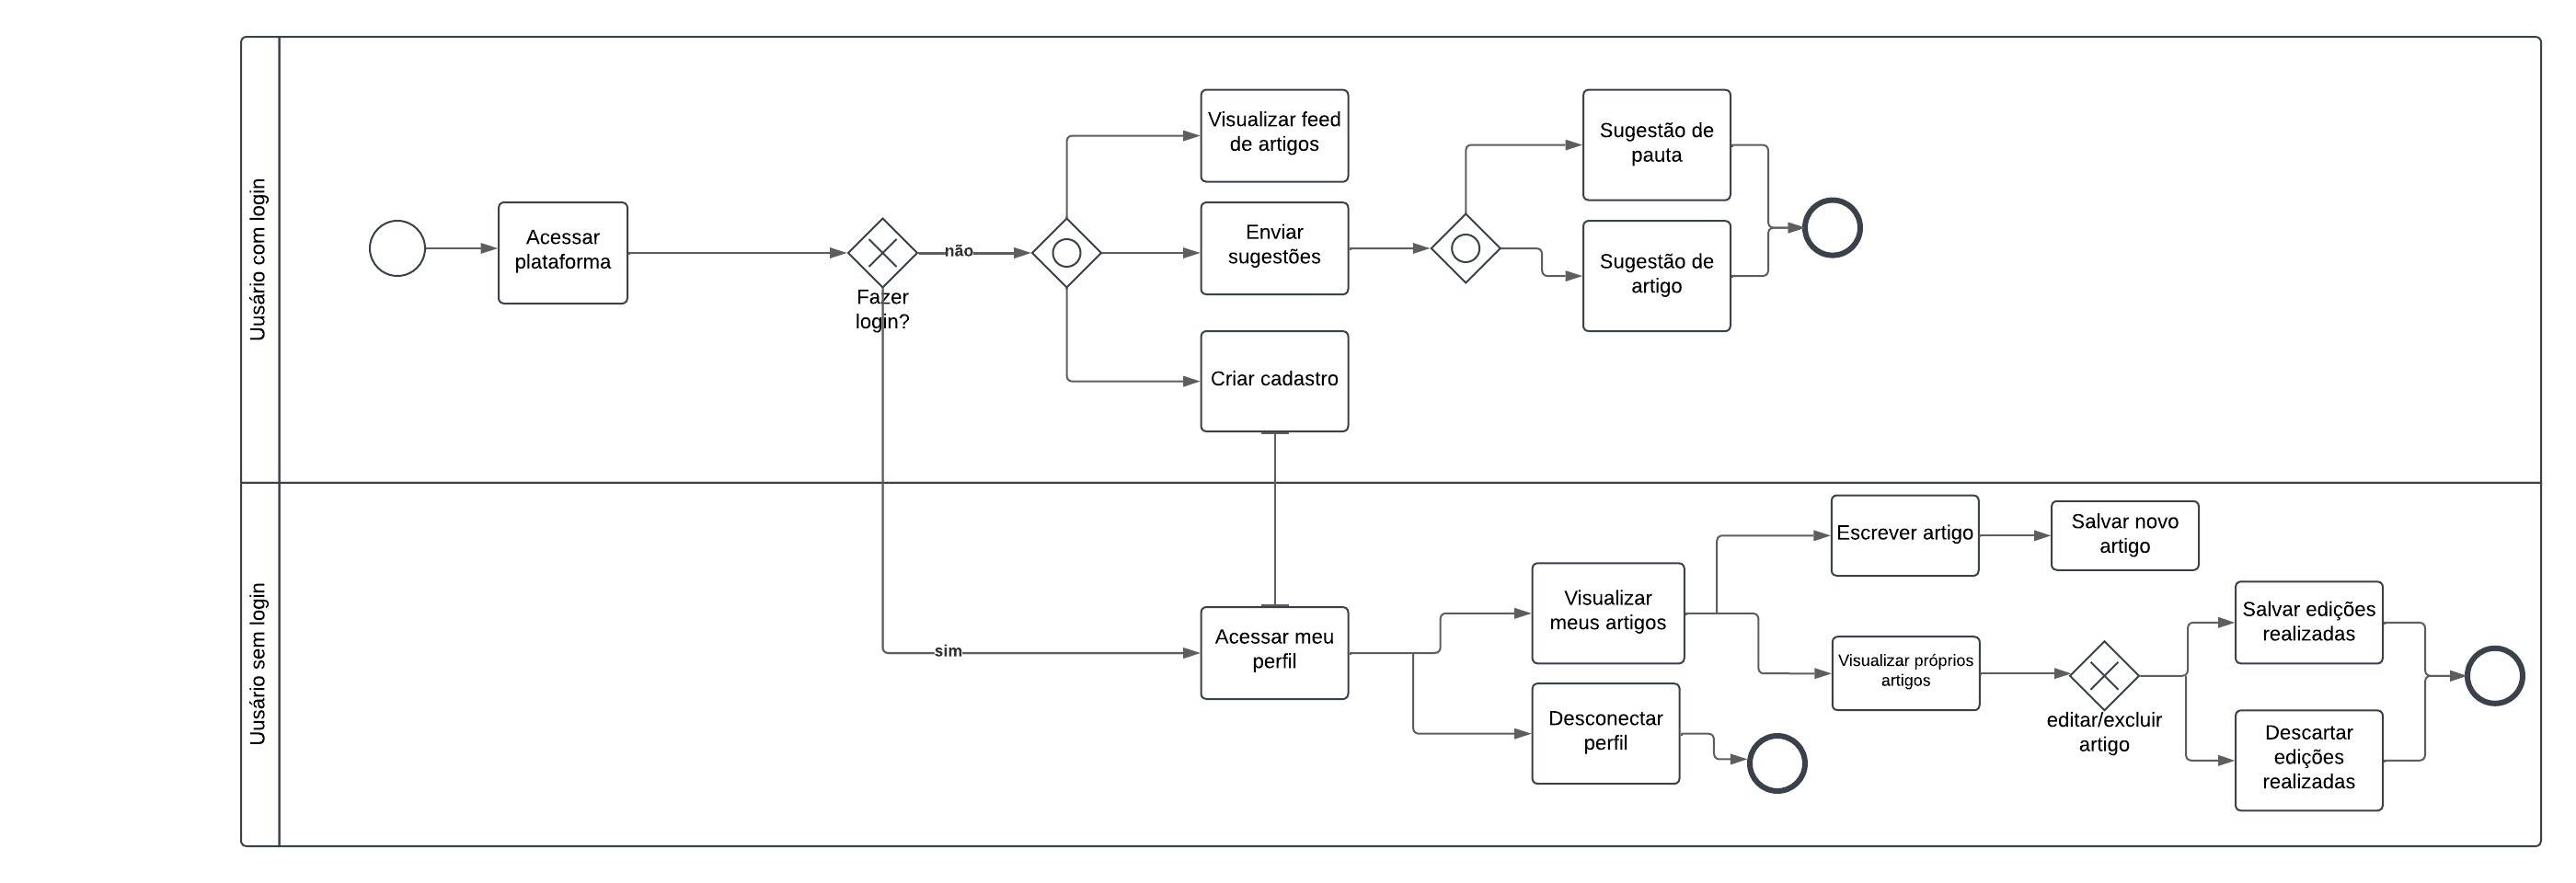 Uusário com login
Acessar
plataforma
Fazer
login?
não
Visualizar feed
de artigos
Enviar
sugestões
Criar cadastro
Sugestão de
pauta
Sugestão de
artigo
Uusário sem login
sim
Acessar meu
perfil
Visualizar
meus artigos
Desconectar
perfil
Escrever artigo
Salvar novo
artigo
Visualizar próprios
artigos
editar/excluir
artigo
Salvar edições
realizadas
Descartar
edições
realizadas